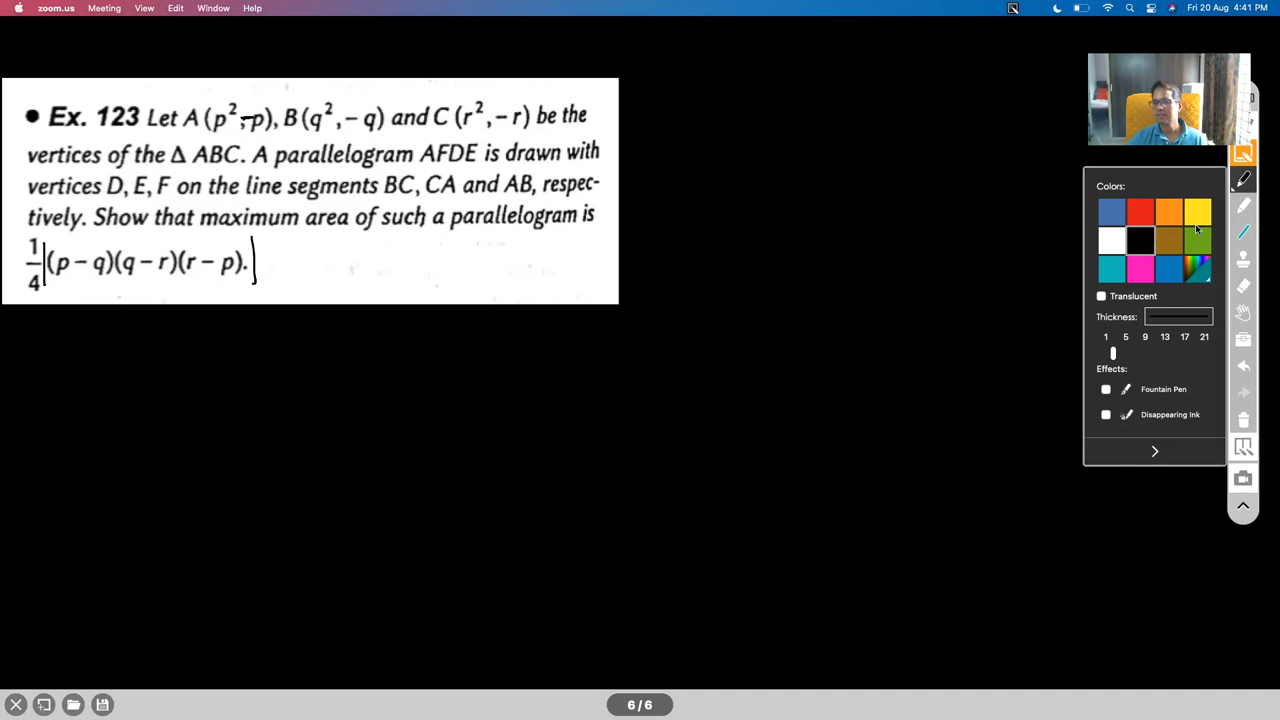 zoom.us Meeting View Edit Window Help Fri 20 Aug 4:41 PM
• Ex. 123 Let A (p², -p), B (q², - q) and C (r², - r) be the
vertices of the Δ ABC. A parallelogram AFDE is drawn with
vertices D, E, F on the line segments BC, CA and AB, respec-
tively. Show that maximum area of such a parallelogram is
1/4 |(p - q)(q - r)(r - p).|
Colors:
Translucent
Thickness:
1 5 9 13 17 21
Effects:
Fountain Pen
Disappearing Ink
6 / 6